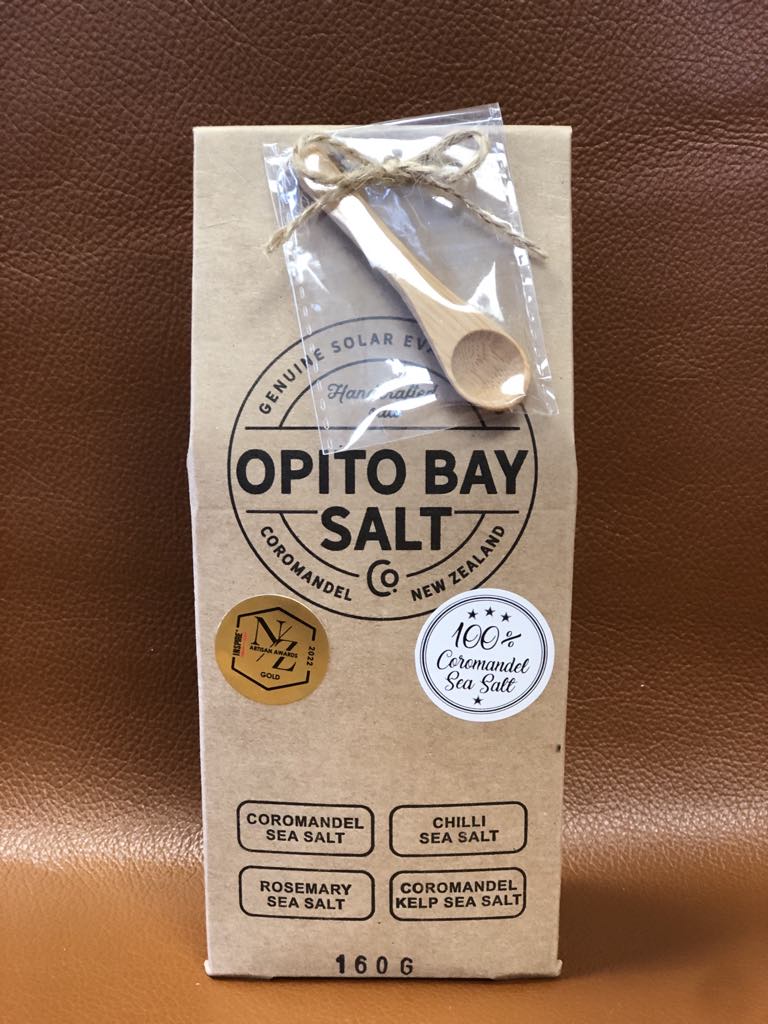 GENUINE SOLAR
Handcrafted
OPITO BAY
SALT
COROMANDEL
Co.
NEW ZEALAND
INSPIRE
NZ
ARTISAN AWARDS
GOLD
2022
100%
Coromandel
Sea Salt
COROMANDEL
SEA SALT
CHILLI
SEA SALT
ROSEMARY
SEA SALT
COROMANDEL
KELP SEA SALT
160G